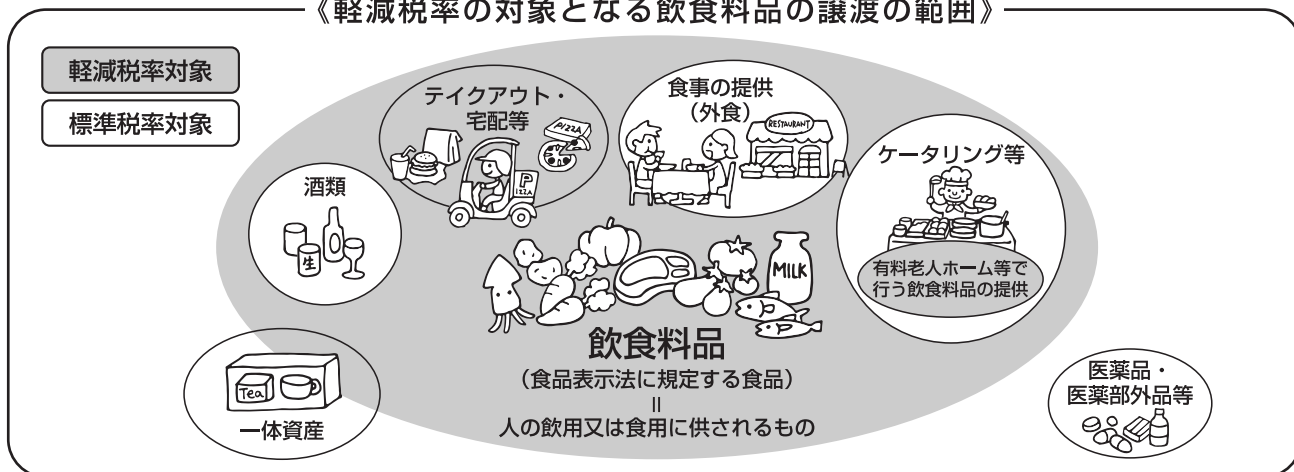 《軽減税率の対象となる飲食料品の譲渡の範囲》
軽減税率対象
標準税率対象
テイクアウト・
宅配等
PIZZA
P
IZZA
食事の提供
(外食)
RESTAURANT
ケータリング等
有料老人ホーム等で
行う飲食料品の提供
酒類
生
MILK
飲食料品
(食品表示法に規定する食品)
=
人の飲用又は食用に供されるもの
Tea
一体資産
医薬品・
医薬部外品等